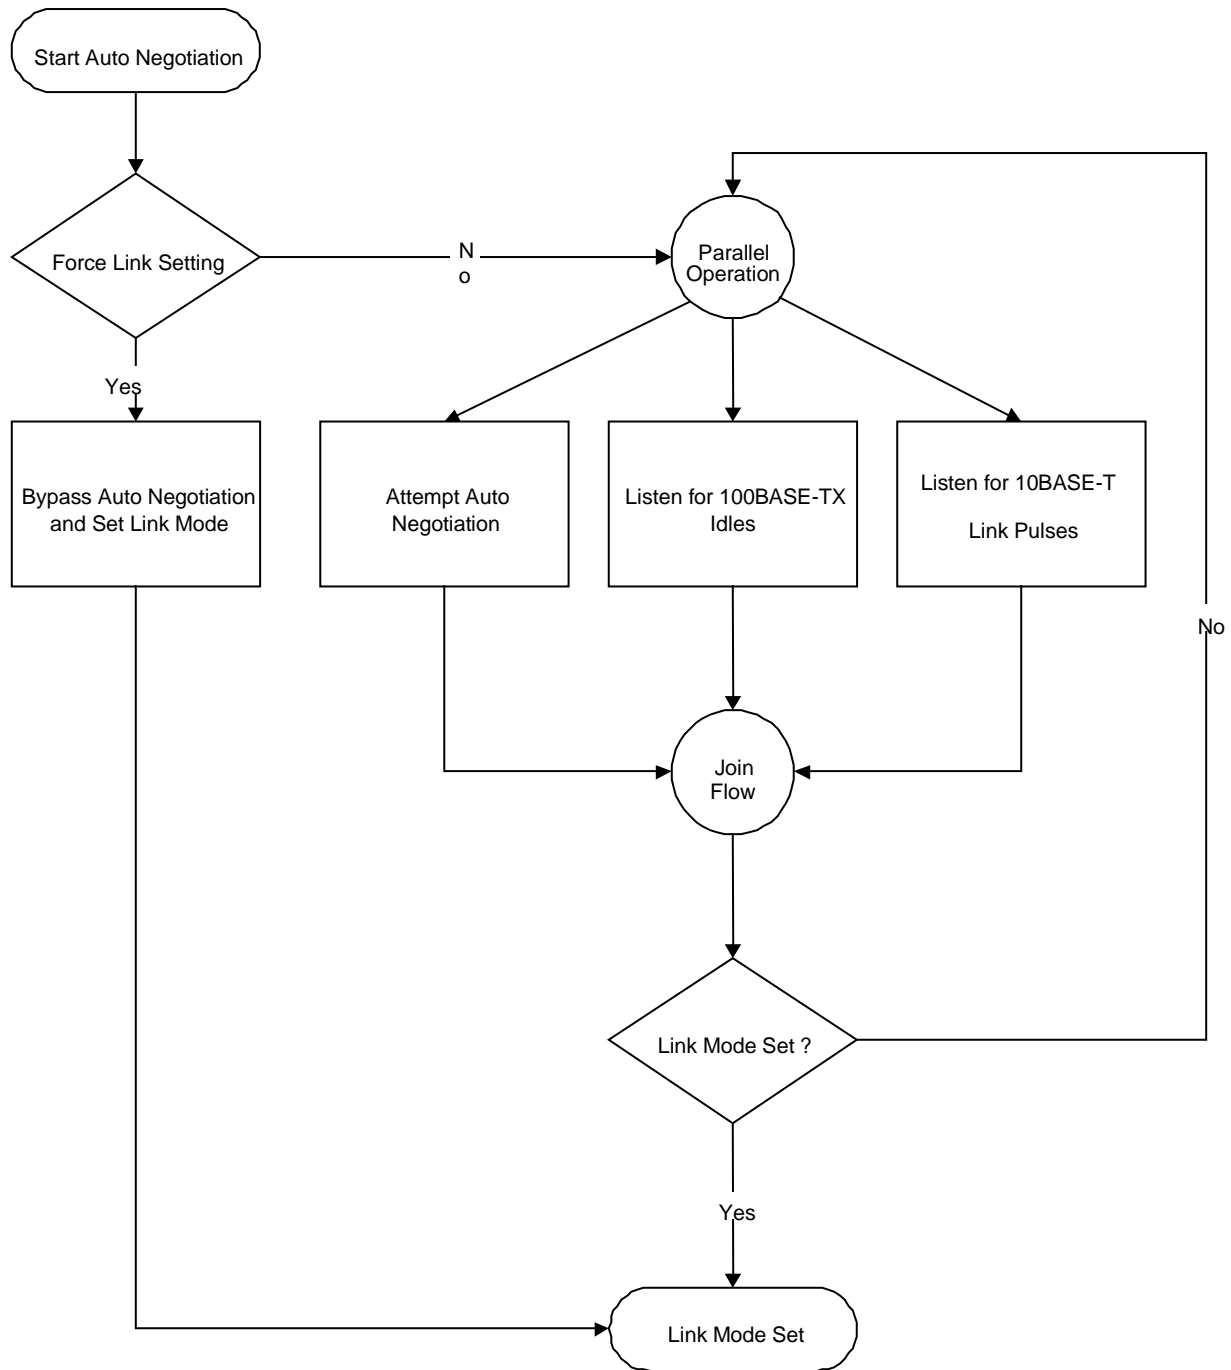 Start Auto Negotiation
Force Link Setting
N
o
Parallel
Operation
Yes
Bypass Auto Negotiation
and Set Link Mode
Attempt Auto
Negotiation
Listen for 100BASE-TX
Idles
Listen for 10BASE-T
Link Pulses
No
Join
Flow
Link Mode Set ?
Yes
Link Mode Set